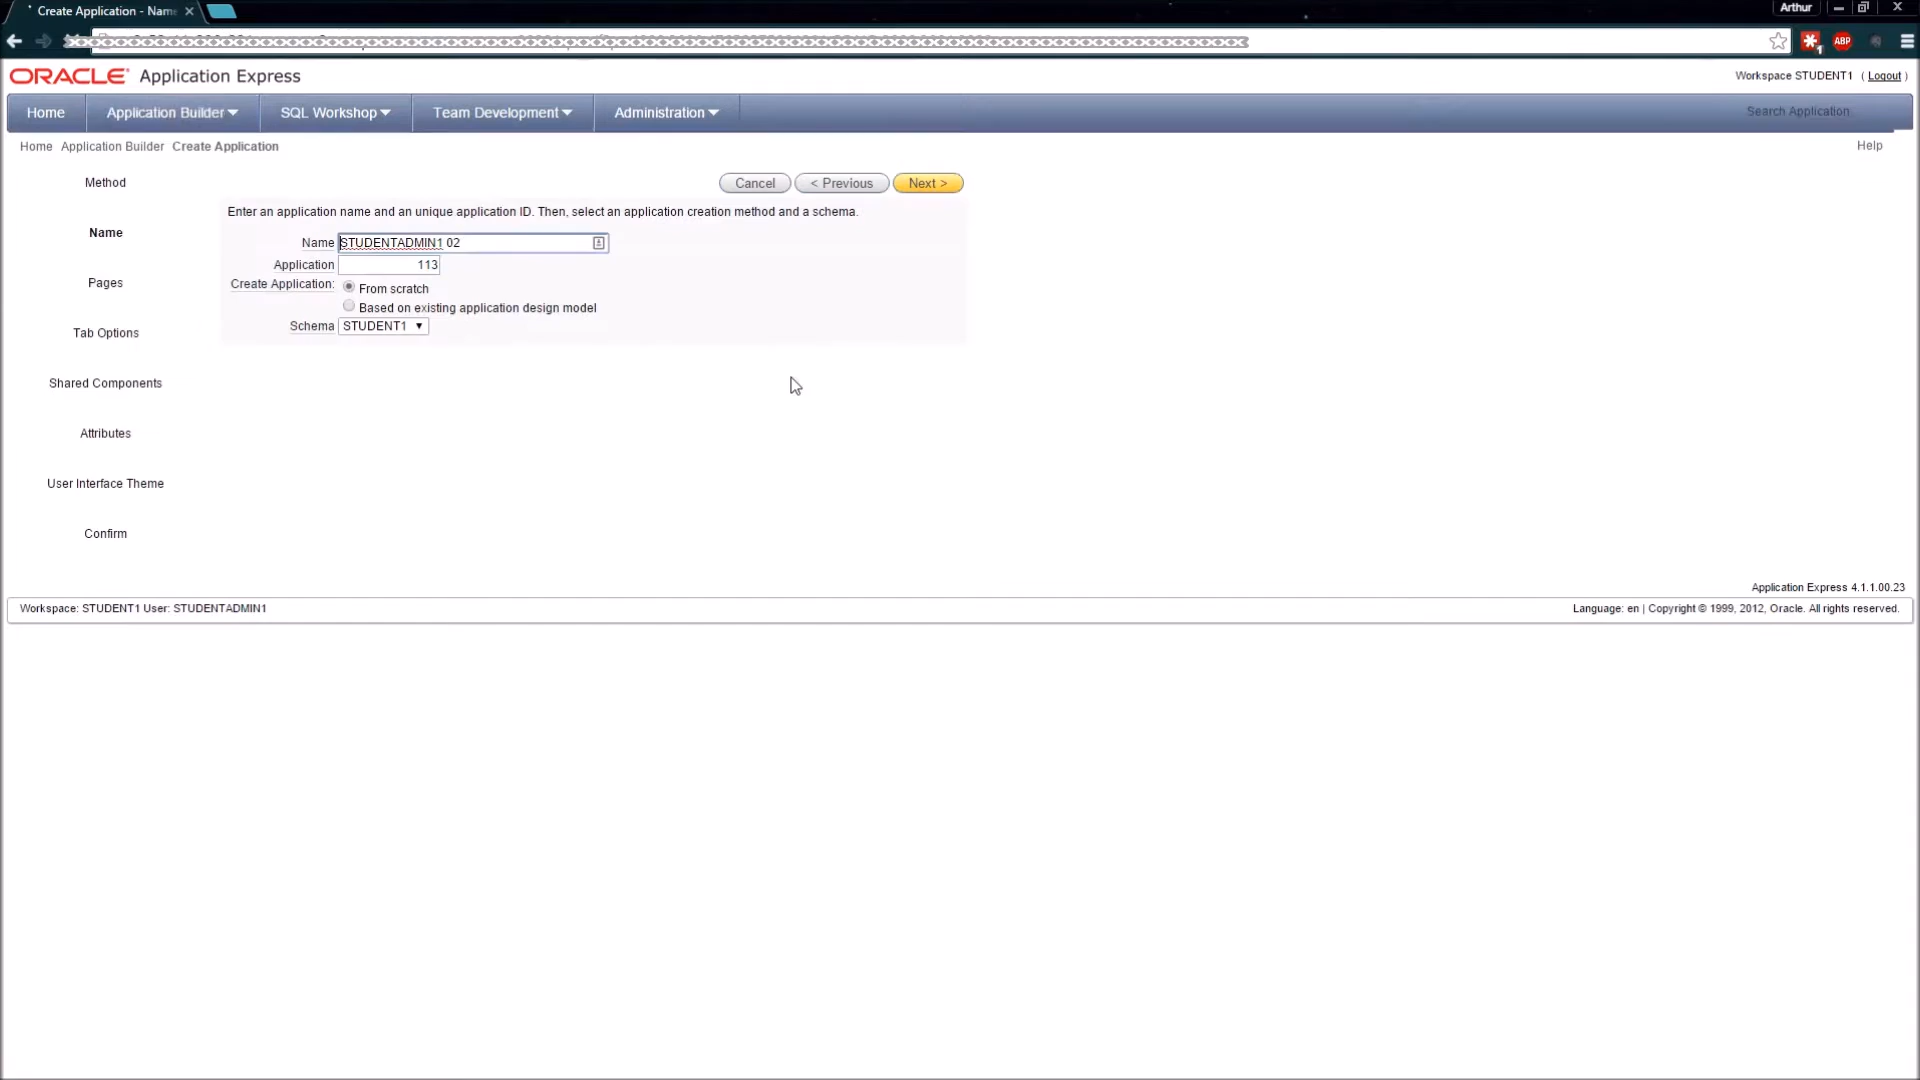 Create Application - Nam
Arthur
ORACLE Application Express
Workspace STUDENT1 ( Logout )
Home
Application Builder
SQL Workshop
Team Development
Administration
Search Application
Home Application Builder Create Application
Help
Method
Name
Pages
Tab Options
Shared Components
Attributes
User Interface Theme
Confirm
Cancel
< Previous
Next >
Enter an application name and an unique application ID. Then, select an application creation method and a schema.
Name STUDENTADMIN1 02
Application 113
Create Application: From scratch
Based on existing application design model
Schema STUDENT1
ABP
1
Application Express 4.1.1.00.23
Workspace: STUDENT1 User: STUDENTADMIN1
Language: en | Copyright © 1999, 2012, Oracle. All rights reserved.